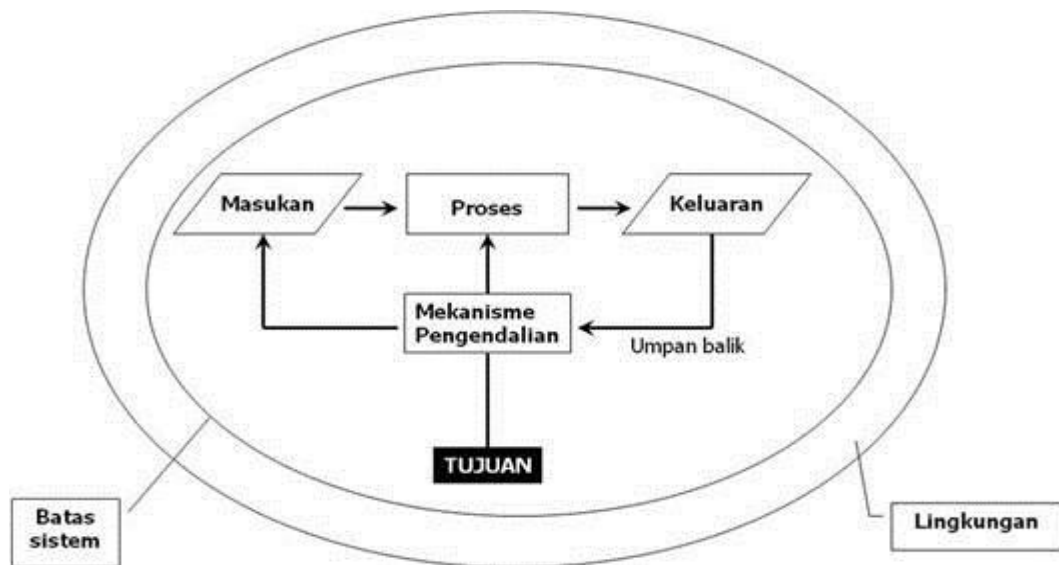 Masukan
Proses
Keluaran
Mekanisme
Pengendalian
Umpan balik
TUJUAN
Batas
sistem
Lingkungan